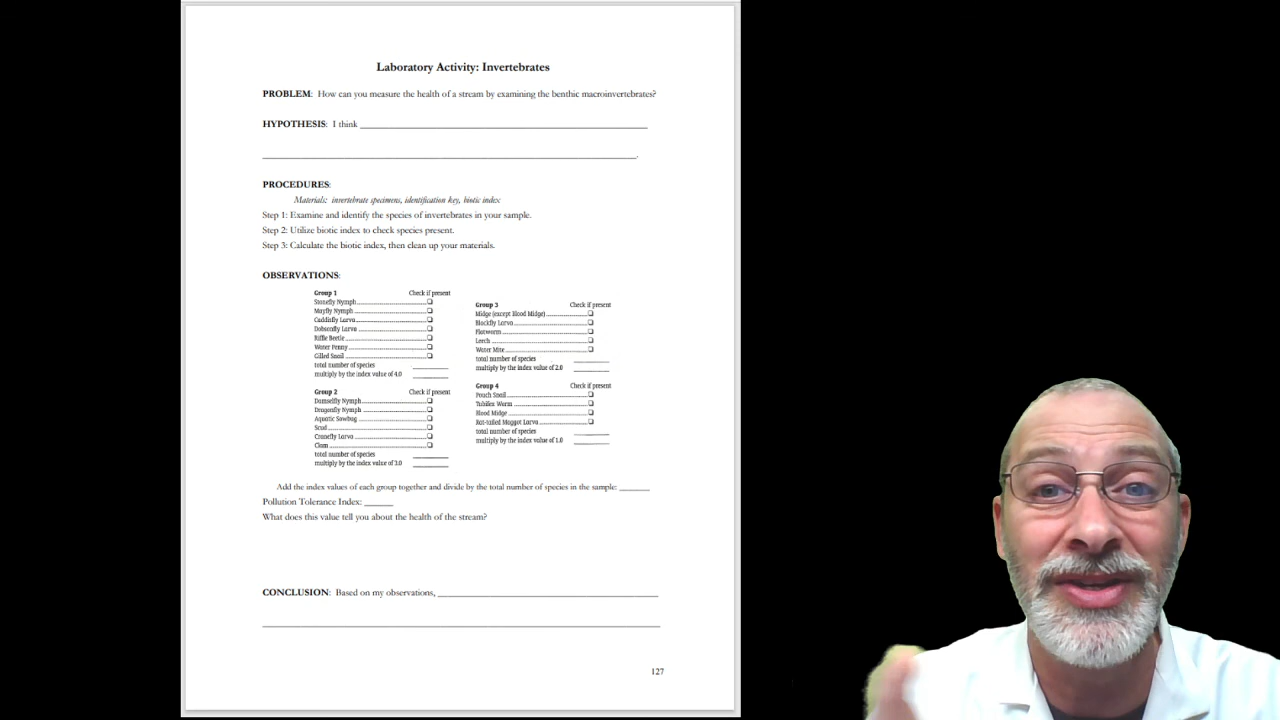 Laboratory Activity: Invertebrates
PROBLEM: How can you measure the health of a stream by examining the benthic macroinvertebrates?
HYPOTHESIS: I think ____
____.
PROCEDURES:
Materials: invertebrate specimens, identification key, biotic index
Step 1: Examine and identify the species of invertebrates in your sample.
Step 2: Utilize biotic index to check species present.
Step 3: Calculate the biotic index, then clean up your materials.
OBSERVATIONS:
Group 1 Check if present
Stonefly Nymph
Mayfly Nymph
Caddisfly Larva
Dobsonfly Larva
Riffle Beetle
Water Penny
Gilled Snail
total number of species
multiply by the index value of 4.0
Group 2 Check if present
Damselfly Nymph
Dragonfly Nymph
Aquatic Sowbug
Scud
Cranefly Larva
Clam
total number of species
multiply by the index value of 3.0
Group 3 Check if present
Midge (except Blood Midge)
Blackfly Larva
Flatworm
Leech
Water Mite
total number of species
multiply by the index value of 2.0
Group 4 Check if present
Pouch Snail
Tubifex Worm
Blood Midge
Rat-tailed Maggot Larva
total number of species
multiply by the index value of 1.0
Add the index values of each group together and divide by the total number of species in the sample: ____
Pollution Tolerance Index: ____
What does this value tell you about the health of the stream?
CONCLUSION: Based on my observations, ____
____
127